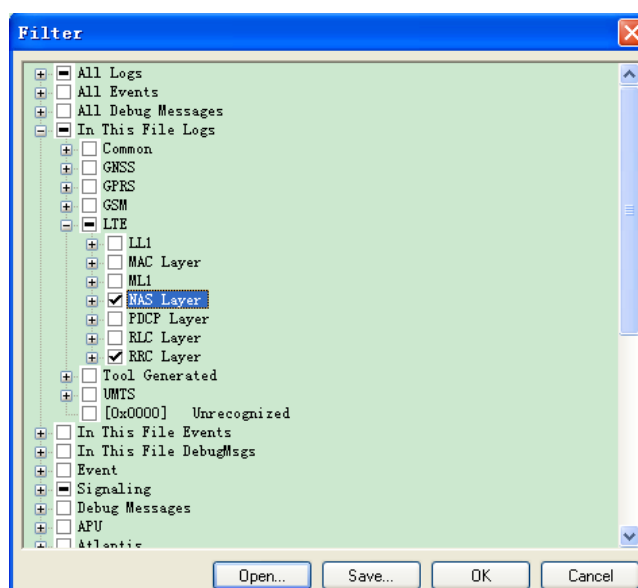 Filter
All Logs
All Events
All Debug Messages
In This File Logs
Common
GNSS
GPRS
GSM
LTE
LL1
MAC Layer
ML1
NAS Layer
PDCP Layer
RLC Layer
RRC Layer
Tool Generated
UMTS
[0x0000] Unrecognized
In This File Events
In This File DebugMsgs
Event
Signaling
Debug Messages
APU
Atlantis
Open... Save... OK Cancel